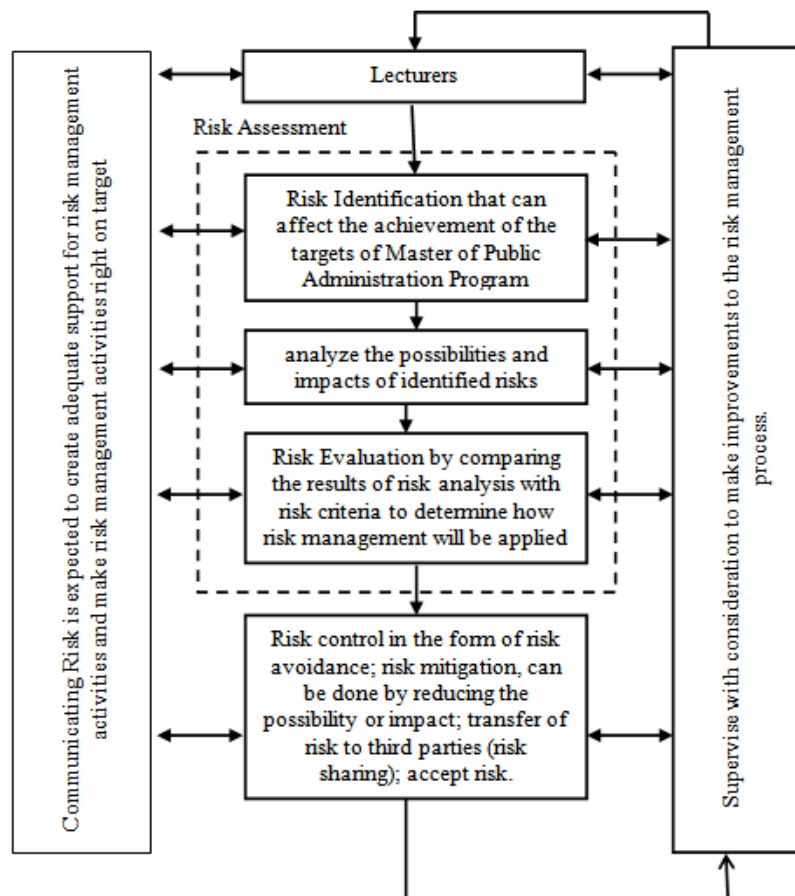 Lecturers
Risk Assessment
Risk Identification that can
affect the achievement of the
targets of Master of Public
Administration Program
analyze the possibilities and
impacts of identified risks
Risk Evaluation by comparing
the results of risk analysis with
risk criteria to determine how
risk management will be applied
Risk control in the form of risk
avoidance; risk mitigation, can
be done by reducing the
possibility or impact; transfer of
risk to third parties (risk
sharing); accept risk.
Communicating Risk is expected to create adequate support for risk management
activities and make risk management activities right on target
Supervise with consideration to make improvements to the risk management
process.